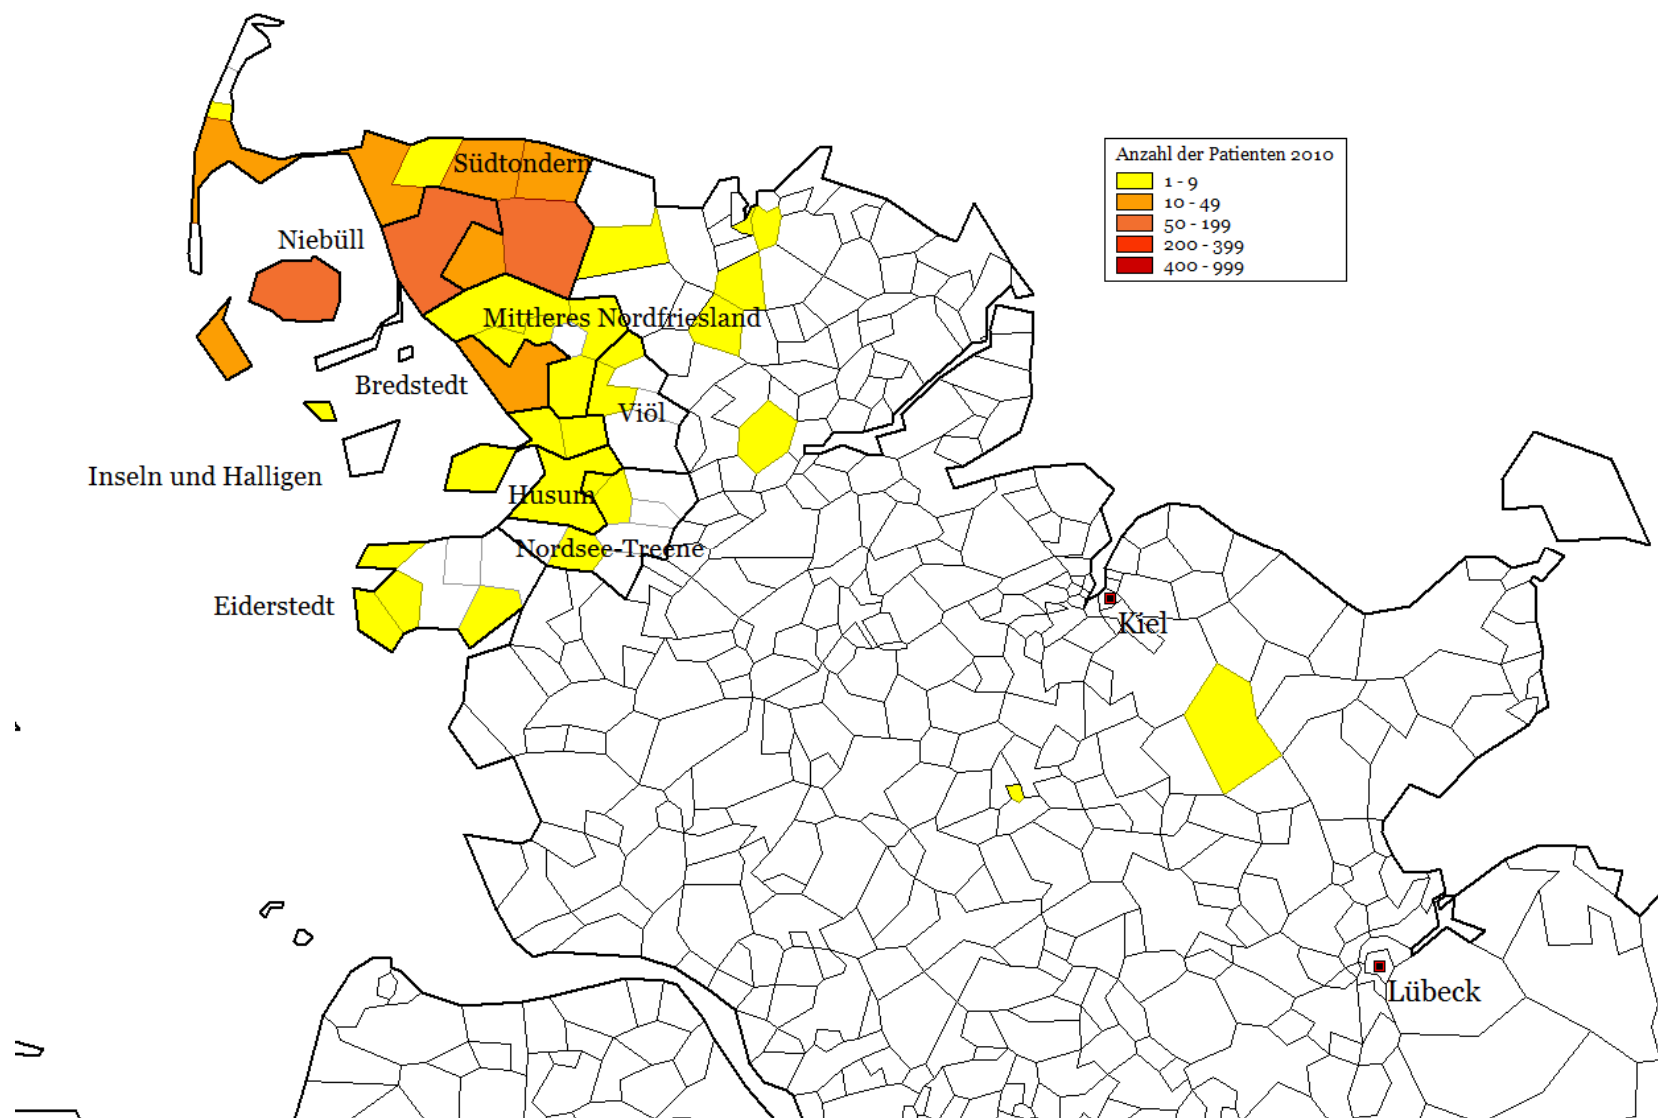 Anzahl der Patienten 2010
1 - 9
10 - 49
50 - 199
200 - 399
400 - 999
Südtondern
Niebüll
Mittleres Nordfriesland
Bredstedt
Viöl
Inseln und Halligen
Husum
Nordsee-Treene
Eiderstedt
Kiel
Lübeck